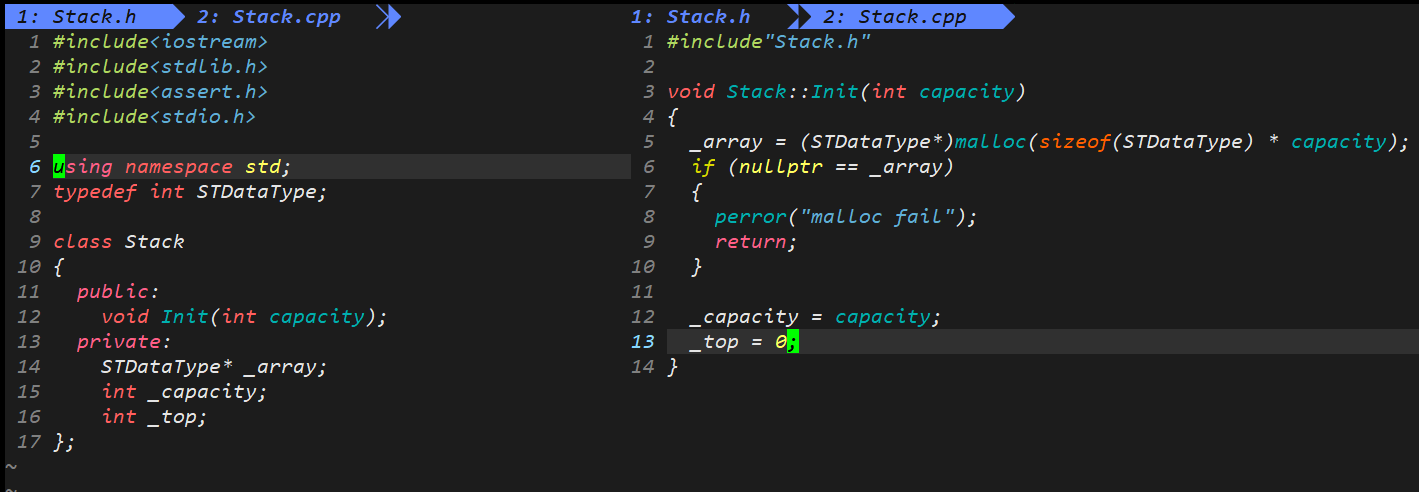 1: Stack.h 2: Stack.cpp
1 #include<iostream>
2 #include<stdlib.h>
3 #include<assert.h>
4 #include<stdio.h>
5
6 using namespace std;
7 typedef int STDataType;
8
9 class Stack
10 {
11   public:
12     void Init(int capacity);
13   private:
14     STDataType* _array;
15     int _capacity;
16     int _top;
17 };
~
~
1: Stack.h 2: Stack.cpp
1 #include"Stack.h"
2
3 void Stack::Init(int capacity)
4 {
5   _array = (STDataType*)malloc(sizeof(STDataType) * capacity);
6   if (nullptr == _array)
7   {
8     perror("malloc fail");
9     return;
10   }
11
12   _capacity = capacity;
13   _top = 0;
14 }